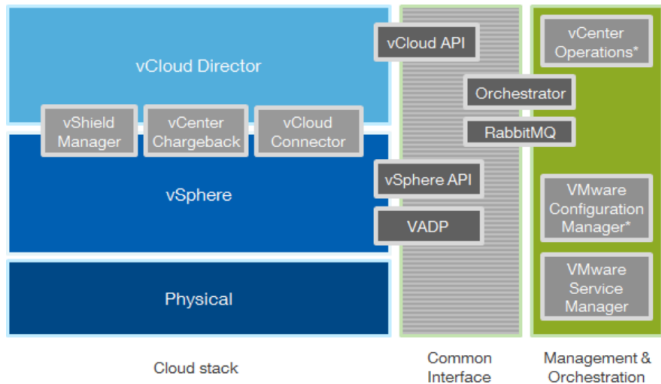 vCloud Director
vShield
Manager
vCenter
Chargeback
vCloud
Connector
vSphere
Physical
Cloud stack
vCloud API
Orchestrator
RabbitMQ
vSphere API
VADP
Common
Interface
vCenter
Operations*
VMware
Configuration
Manager*
VMware
Service
Manager
Management &
Orchestration